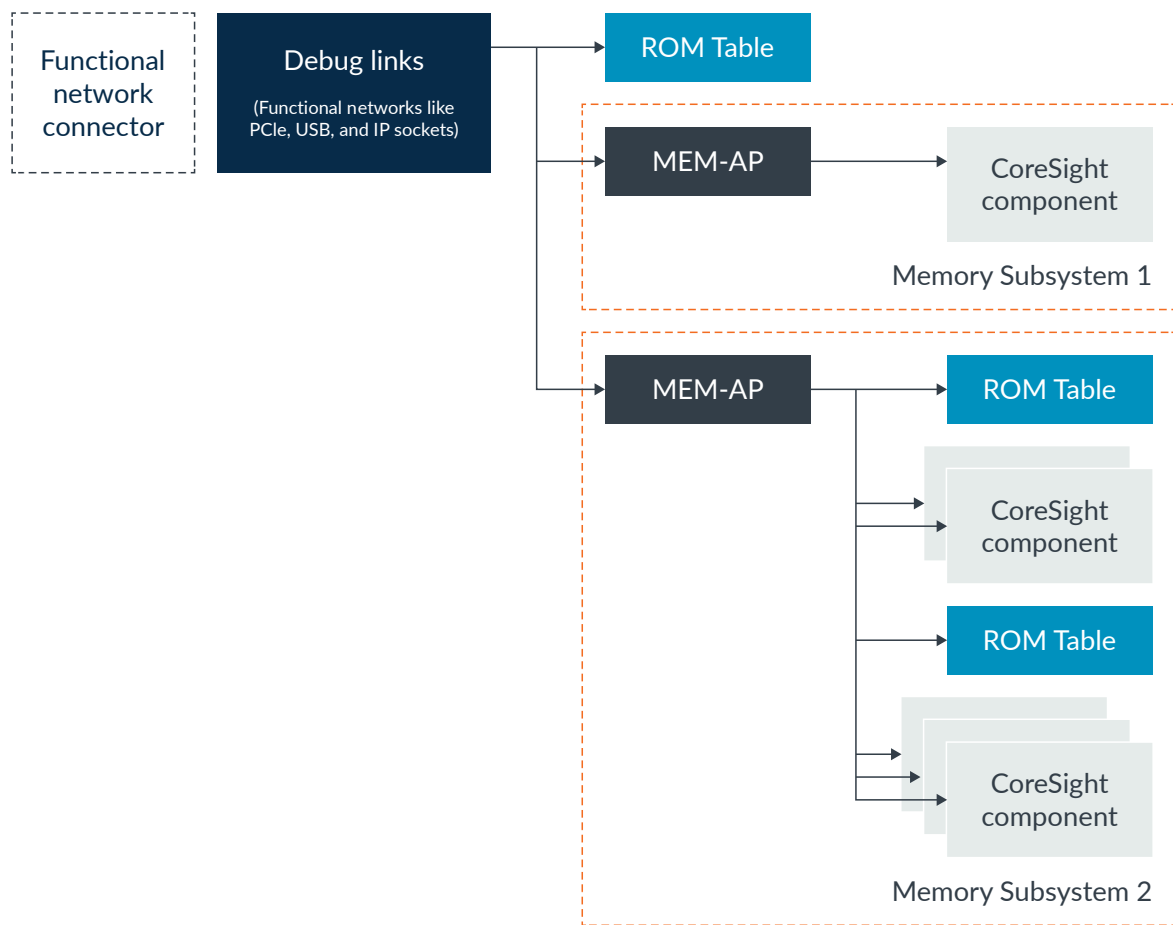 Functional
network
connector
Debug links
(Functional networks like
PCIe, USB, and IP sockets)
ROM Table
MEM-AP
CoreSight
component
Memory Subsystem 1
MEM-AP
ROM Table
CoreSight
component
ROM Table
CoreSight
component
Memory Subsystem 2